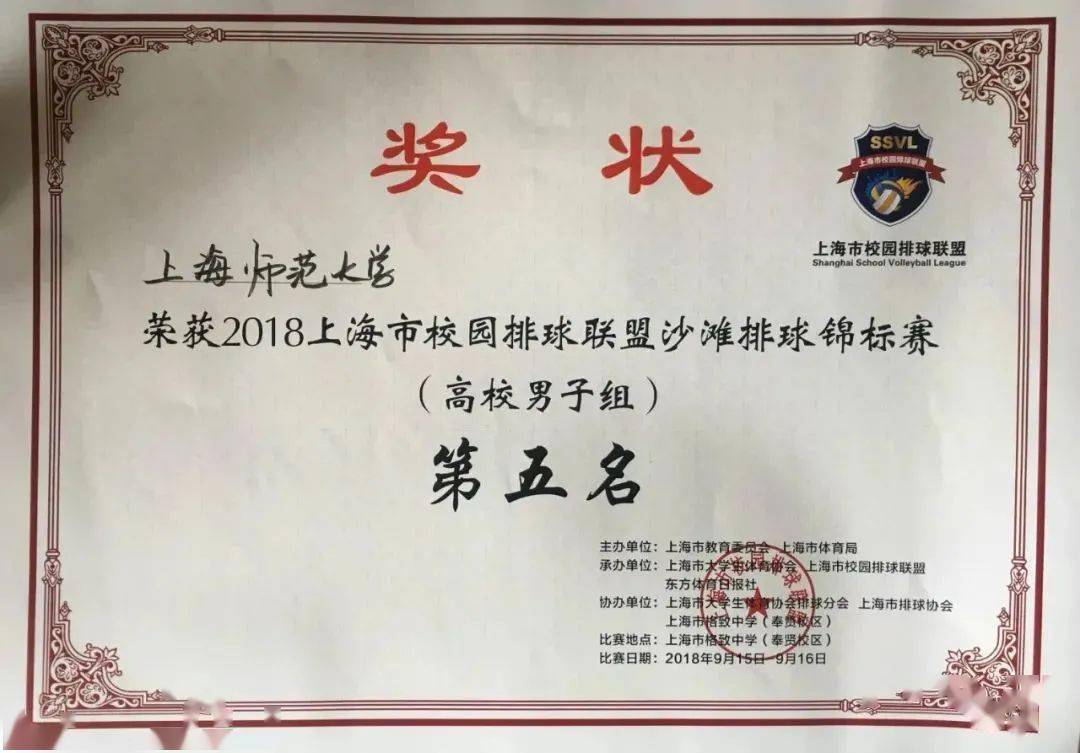 奖 状
SSVL
上海市校园排球联盟
上海市校园排球联盟
Shanghai School Volleyball League
上海师范大学
荣获2018上海市校园排球联盟沙滩排球锦标赛
（高校男子组）
第五名
主办单位：上海市教育委员会 上海市体育局
承办单位：上海市大学生体育协会 上海市校园排球联盟
东方体育日报社
协办单位：上海市大学生体育协会排球分会 上海市排球协会
上海市格致中学（奉贤校区）
比赛地点：上海市格致中学（奉贤校区）
比赛日期：2018年9月15日-9月16日
上海市校园排球联盟